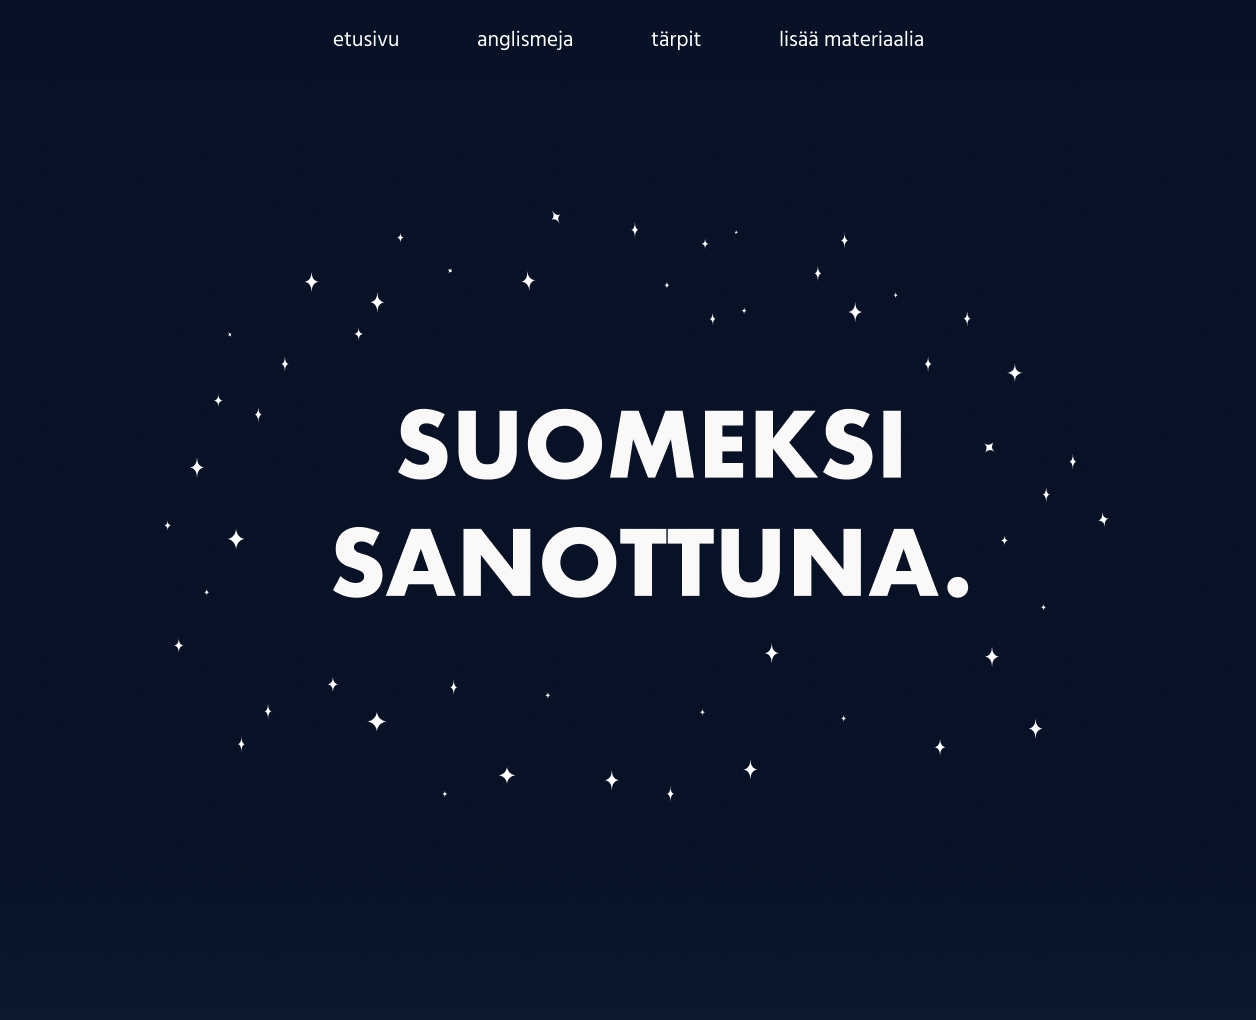 etusivu anglismeja tärpit lisää materiaalia
SUOMEKSI
SANOTTUNA.